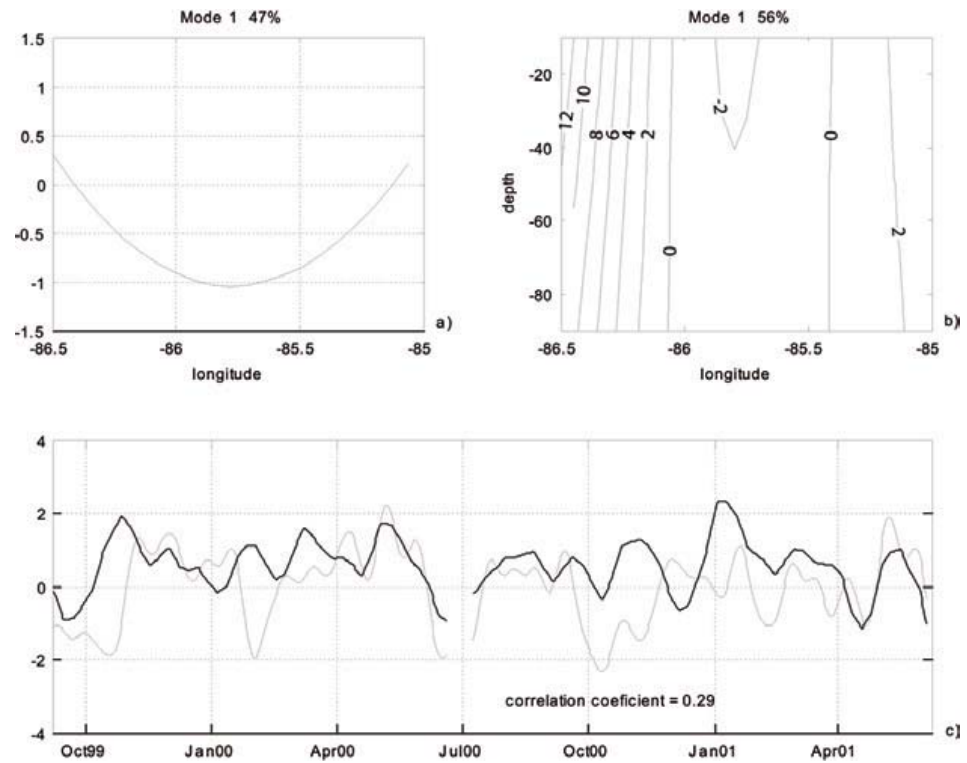 Mode 1 47%
1.5
1
0.5
0
-0.5
-1
-1.5
-86.5
-86
-85.5
-85
longitude
a)
Mode 1 56%
-20
-40
-60
-80
depth
12
10
8
6
4
2
0
-2
0
2
-86.5
-86
-85.5
-85
longitude
b)
4
2
0
-2
-4
correlation coeficient = 0.29
Oct99
Jan00
Apr00
Jul00
Oct00
Jan01
Apr01
c)